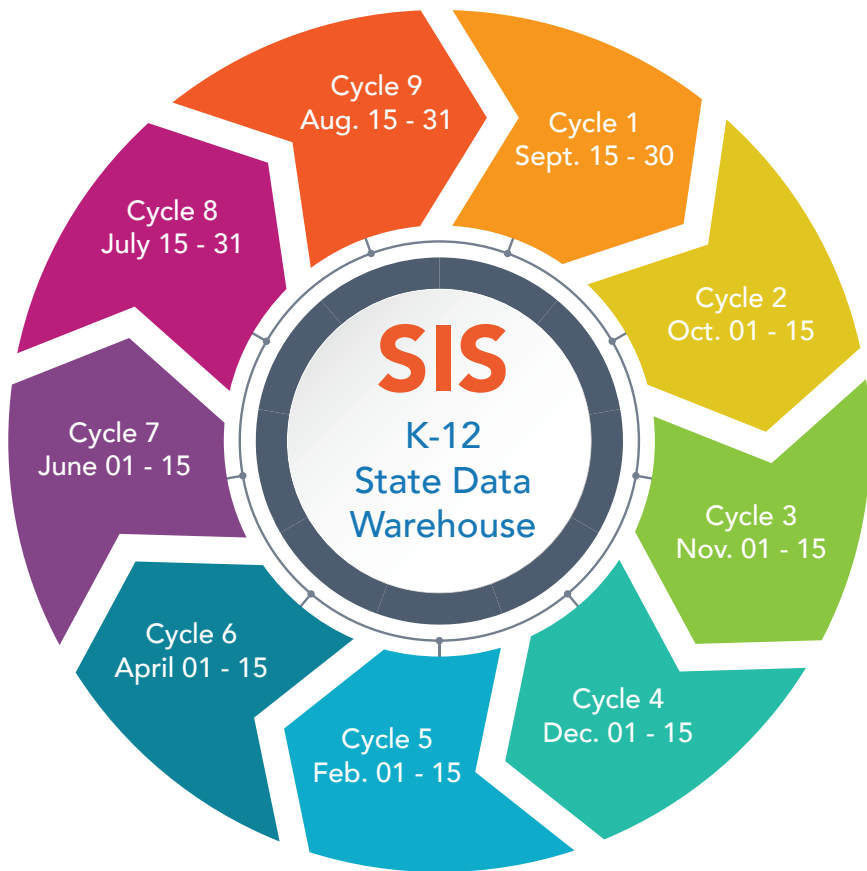 Cycle 9
Aug. 15 - 31
Cycle 1
Sept. 15 - 30
Cycle 2
Oct. 01 - 15
Cycle 3
Nov. 01 - 15
Cycle 4
Dec. 01 - 15
Cycle 5
Feb. 01 - 15
Cycle 6
April 01 - 15
Cycle 7
June 01 - 15
Cycle 8
July 15 - 31
SIS
K-12
State Data
Warehouse